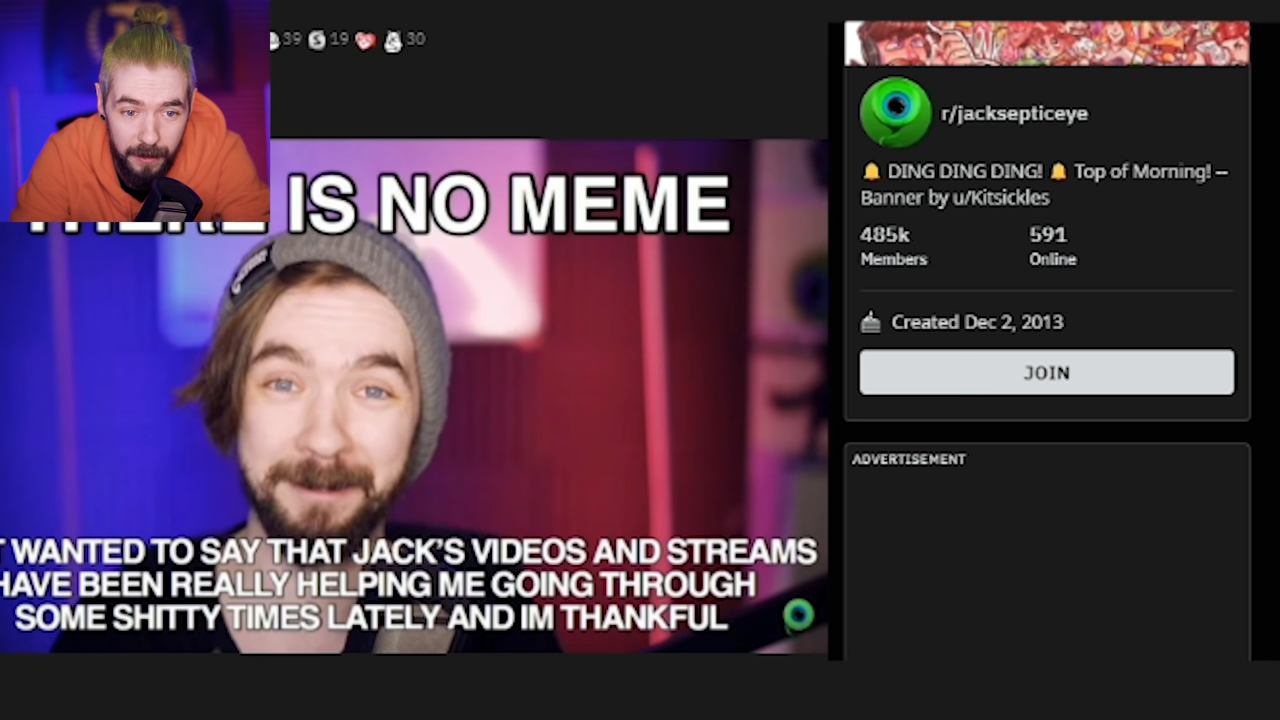 39 19 30
IS NO MEME
WANTED TO SAY THAT JACK'S VIDEOS AND STREAMS
HAVE BEEN REALLY HELPING ME GOING THROUGH
SOME SHITTY TIMES LATELY AND IM THANKFUL
r/jacksepticeye
DING DING DING! Top of Morning! --
Banner by u/Kitsickles
485k 591
Members Online
Created Dec 2, 2013
JOIN
ADVERTISEMENT